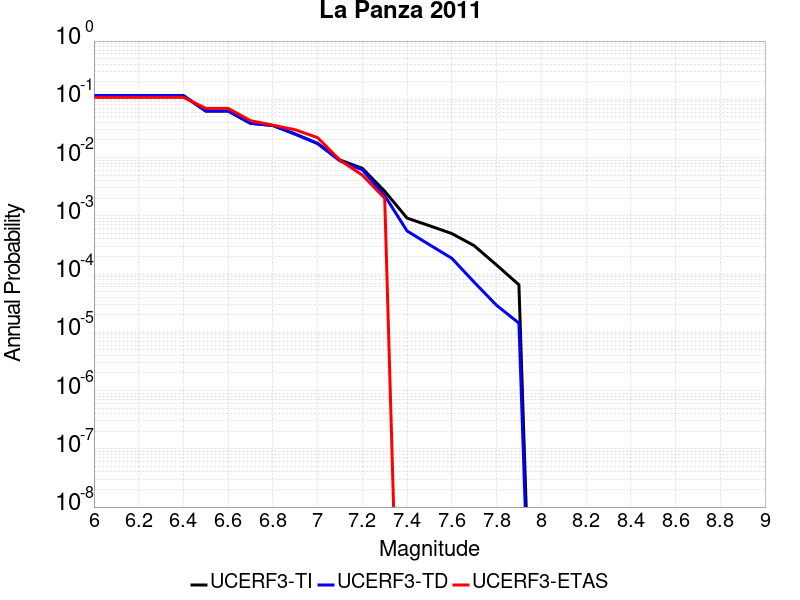 La Panza 2011
10^0
10^-1
10^-2
10^-3
10^-4
10^-5
10^-6
10^-7
10^-8
Annual Probability
6 6.2 6.4 6.6 6.8 7 7.2 7.4 7.6 7.8 8 8.2 8.4 8.6 8.8 9
Magnitude
UCERF3-TI UCERF3-TD UCERF3-ETAS